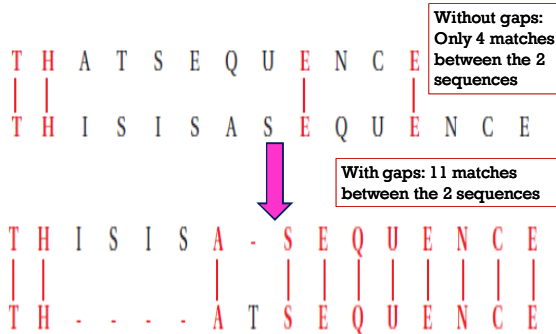 Without gaps:
Only 4 matches
between the 2
sequences
T H A T S E Q U E N C E
T H I S I S A S E Q U E N C E
With gaps: 11 matches
between the 2 sequences
T H I S I S A - S E Q U E N C E
T H - - - - A T S E Q U E N C E